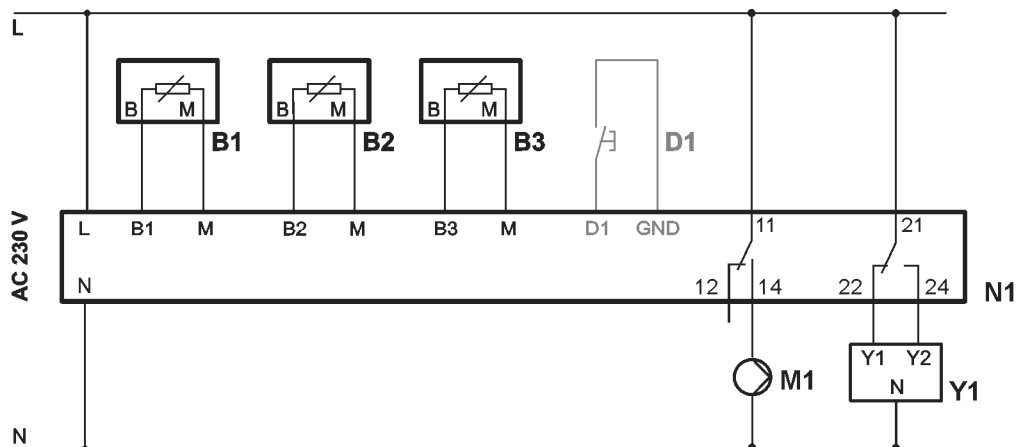 L
B M B M B M
B1 B2 B3 D1
AC 230 V
L B1 M B2 M B3 M D1 GND 11 21
N 12 14 22 24 N1
Y1 Y2
M1 N Y1
N